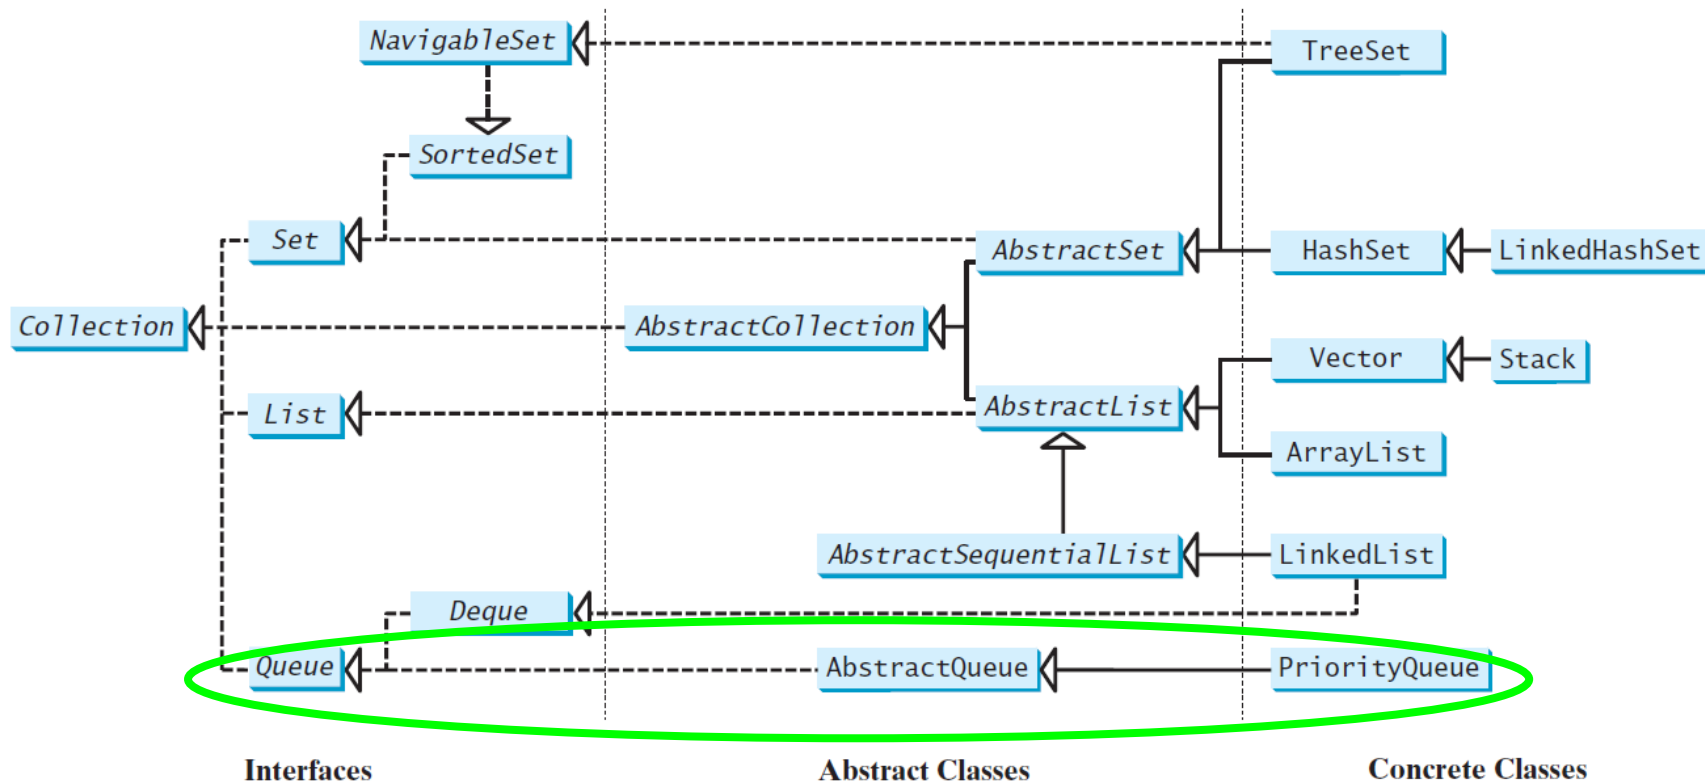 NavigableSet
TreeSet
SortedSet
Set
AbstractSet
HashSet
LinkedHashSet
Collection
AbstractCollection
Vector
Stack
List
AbstractList
ArrayList
AbstractSequentialList
LinkedList
Deque
Queue
AbstractQueue
PriorityQueue
Interfaces
Abstract Classes
Concrete Classes